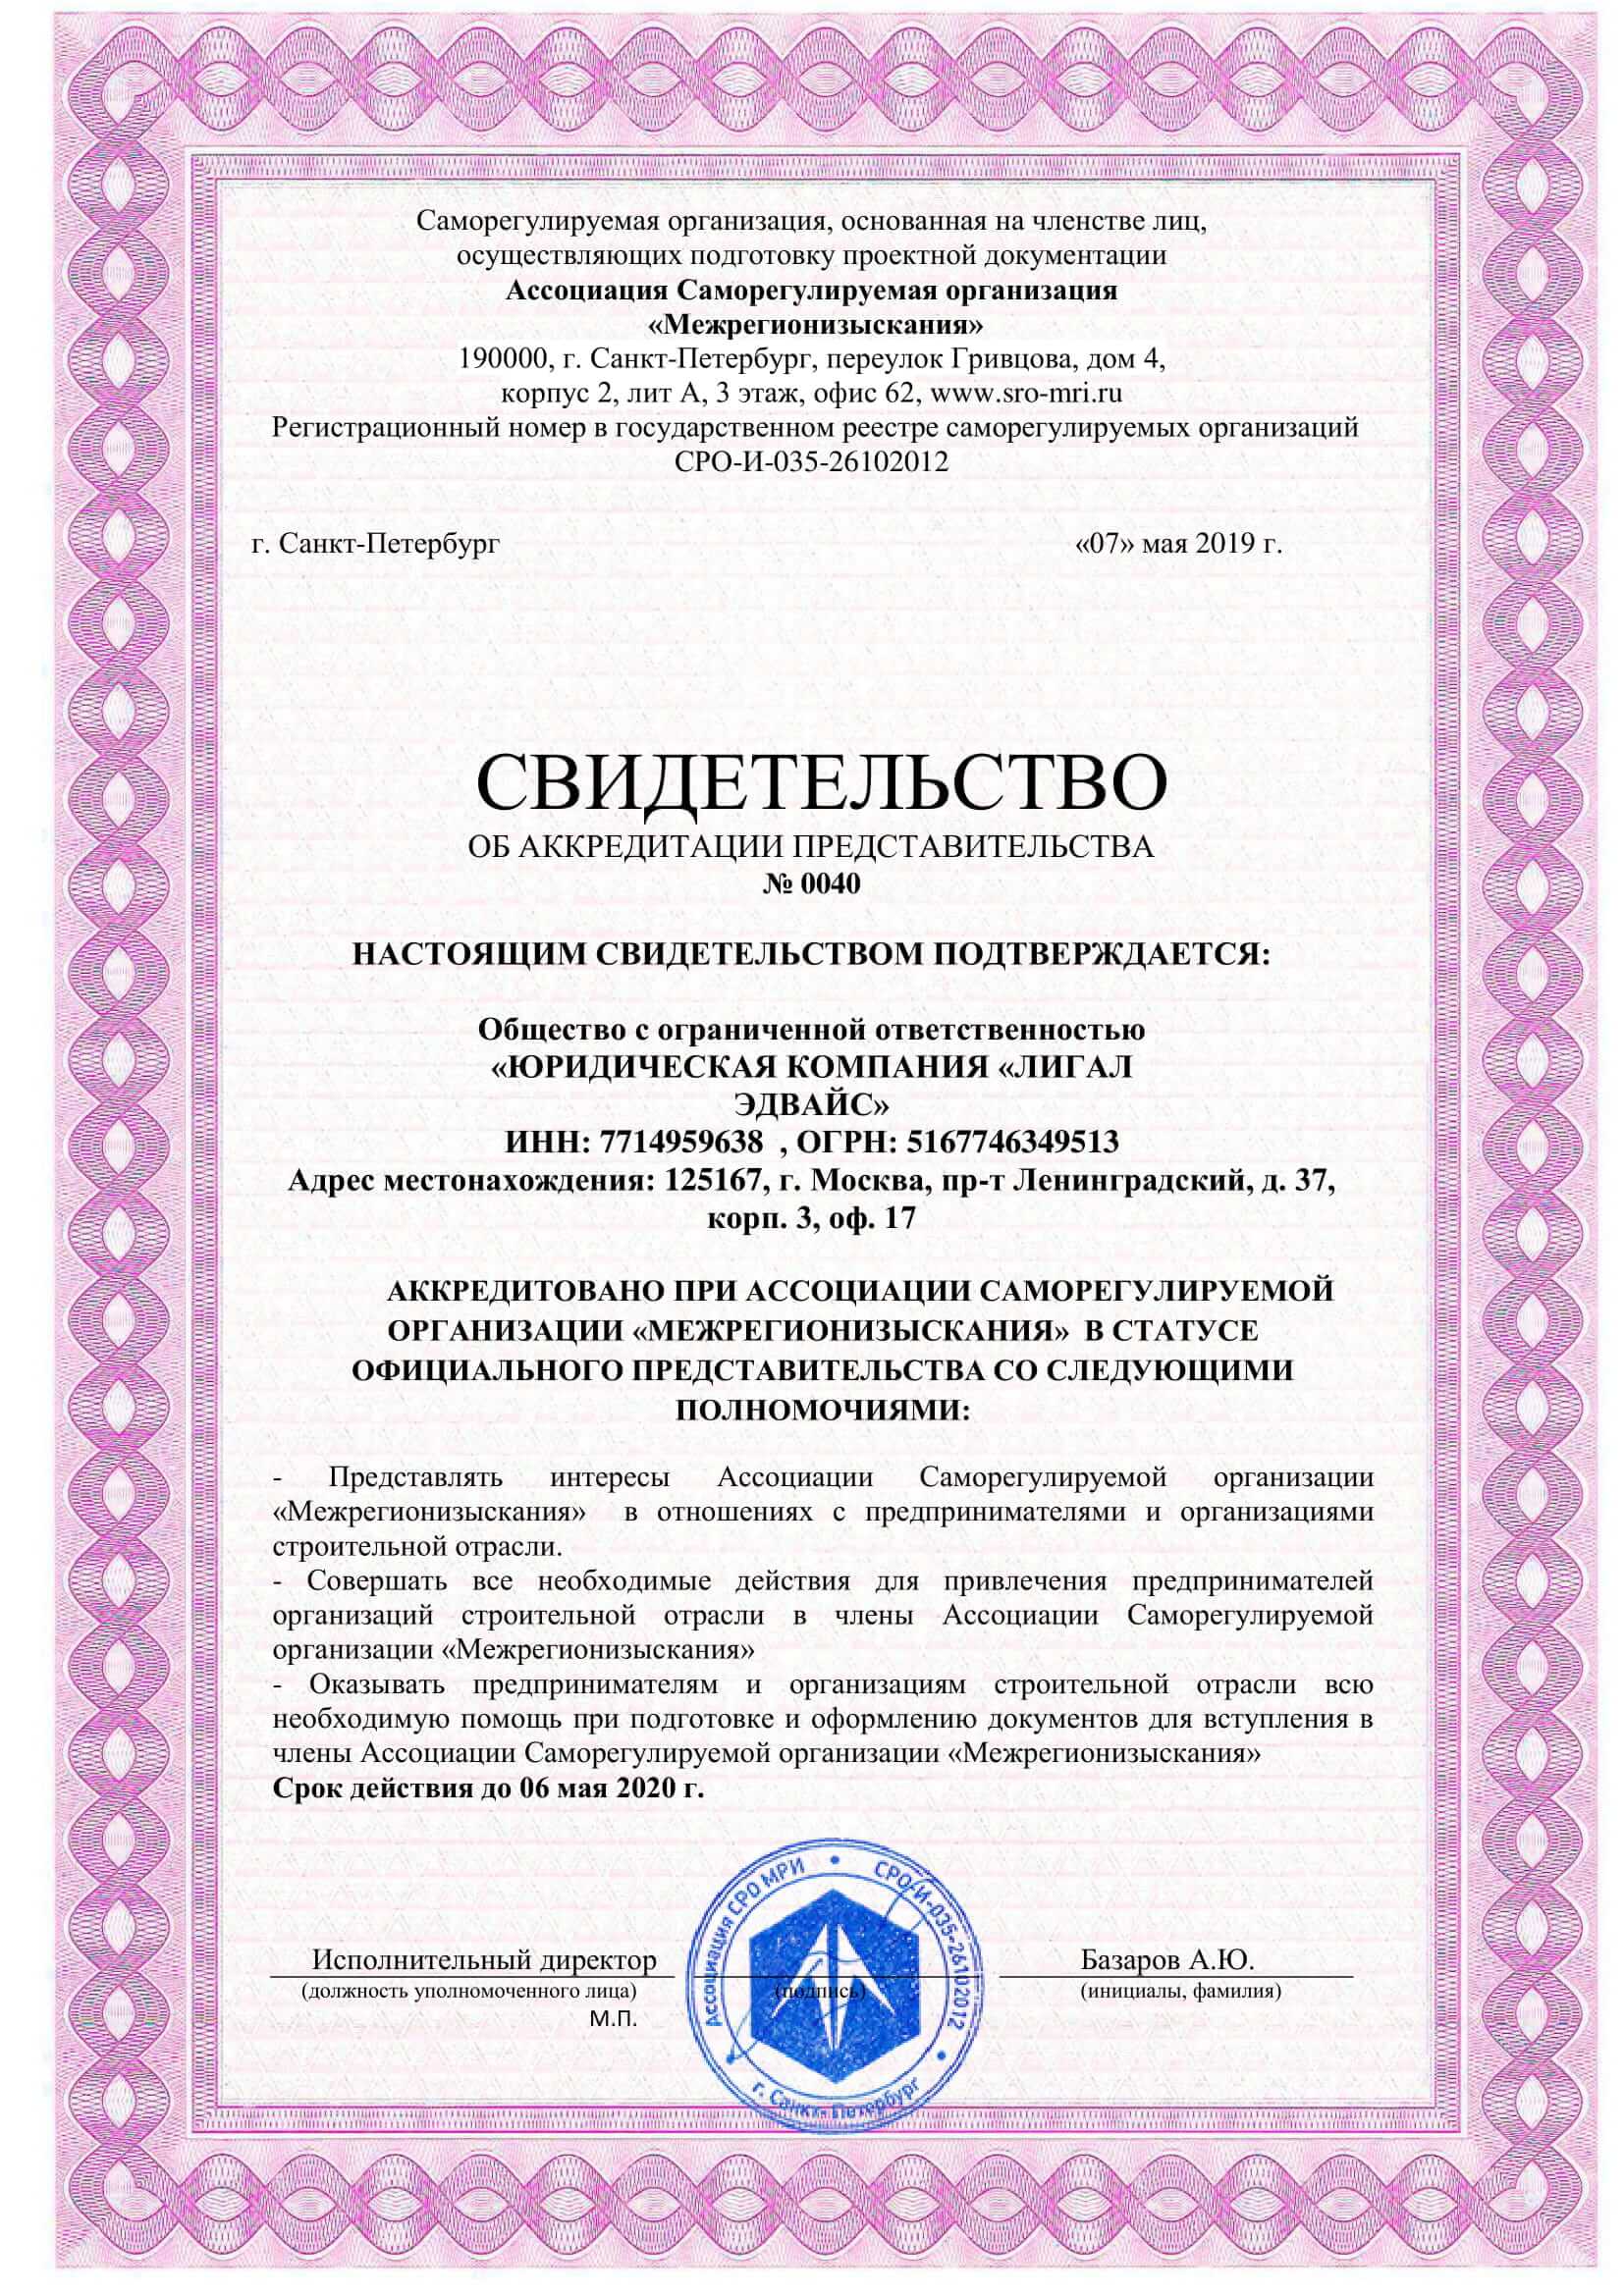 Саморегулируемая организация, основанная на членстве лиц,
осуществляющих подготовку проектной документации
Ассоциация Саморегулируемая организация
«Межрегионизыскания»
190000, г. Санкт-Петербург, переулок Гривцова, дом 4,
корпус 2, лит А, 3 этаж, офис 62, www.sro-mri.ru
Регистрационный номер в государственном реестре саморегулируемых организаций
СРО-И-035-26102012
г. Санкт-Петербург «07» мая 2019 г.
СВИДЕТЕЛЬСТВО
ОБ АККРЕДИТАЦИИ ПРЕДСТАВИТЕЛЬСТВА
№ 0040
НАСТОЯЩИМ СВИДЕТЕЛЬСТВОМ ПОДТВЕРЖДАЕТСЯ:
Общество с ограниченной ответственностью
«ЮРИДИЧЕСКАЯ КОМПАНИЯ «ЛИГАЛ
ЭДВАЙС»
ИНН: 7714959638 , ОГРН: 5167746349513
Адрес местонахождения: 125167, г. Москва, пр-т Ленинградский, д. 37,
корп. 3, оф. 17
АККРЕДИТОВАНО ПРИ АССОЦИАЦИИ САМОРЕГУЛИРУЕМОЙ
ОРГАНИЗАЦИИ «МЕЖРЕГИОНИЗЫСКАНИЯ» В СТАТУСЕ
ОФИЦИАЛЬНОГО ПРЕДСТАВИТЕЛЬСТВА СО СЛЕДУЮЩИМИ
ПОЛНОМОЧИЯМИ:
- Представлять интересы Ассоциации Саморегулируемой организации
«Межрегионизыскания» в отношениях с предпринимателями и организациями
строительной отрасли.
- Совершать все необходимые действия для привлечения предпринимателей
организаций строительной отрасли в члены Ассоциации Саморегулируемой
организации «Межрегионизыскания»
- Оказывать предпринимателям и организациям строительной отрасли всю
необходимую помощь при подготовке и оформлению документов для вступления в
члены Ассоциации Саморегулируемой организации «Межрегионизыскания»
Срок действия до 06 мая 2020 г.
Ассоциация СРО МРИ • СРО-И-035-26102012 •
г. Санкт-Петербург •
Исполнительный директор Базаров А.Ю.
(должность уполномоченного лица) (подпись) (инициалы, фамилия)
М.П.